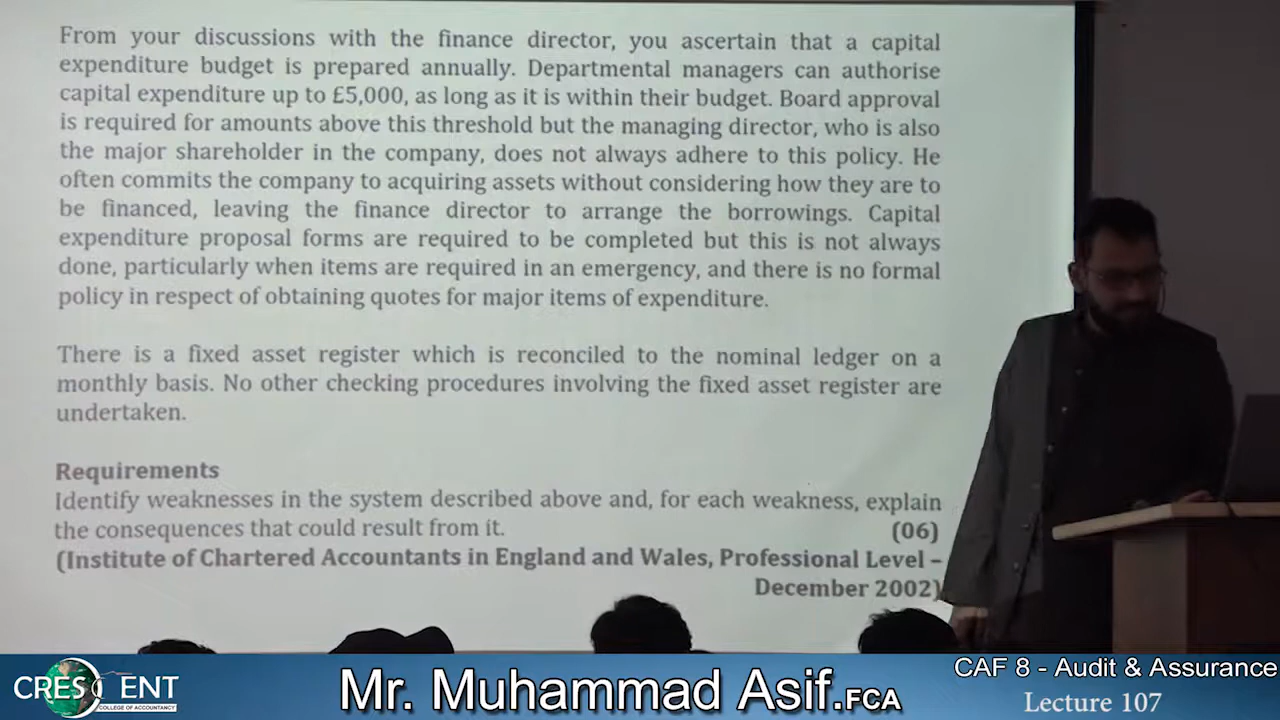 From your discussions with the finance director, you ascertain that a capital
expenditure budget is prepared annually. Departmental managers can authorise
capital expenditure up to £5,000, as long as it is within their budget. Board approval
is required for amounts above this threshold but the managing director, who is also
the major shareholder in the company, does not always adhere to this policy. He
often commits the company to acquiring assets without considering how they are to
be financed, leaving the finance director to arrange the borrowings. Capital
expenditure proposal forms are required to be completed but this is not always
done, particularly when items are required in an emergency, and there is no formal
policy in respect of obtaining quotes for major items of expenditure.
There is a fixed asset register which is reconciled to the nominal ledger on a
monthly basis. No other checking procedures involving the fixed asset register are
undertaken.
Requirements
Identify weaknesses in the system described above and, for each weakness, explain
the consequences that could result from it. (06)
(Institute of Chartered Accountants in England and Wales, Professional Level –
December 2002)
CRESCENT
COLLEGE OF ACCOUNTANCY
Mr. Muhammad Asif.FCA
CAF 8 - Audit & Assurance
Lecture 107